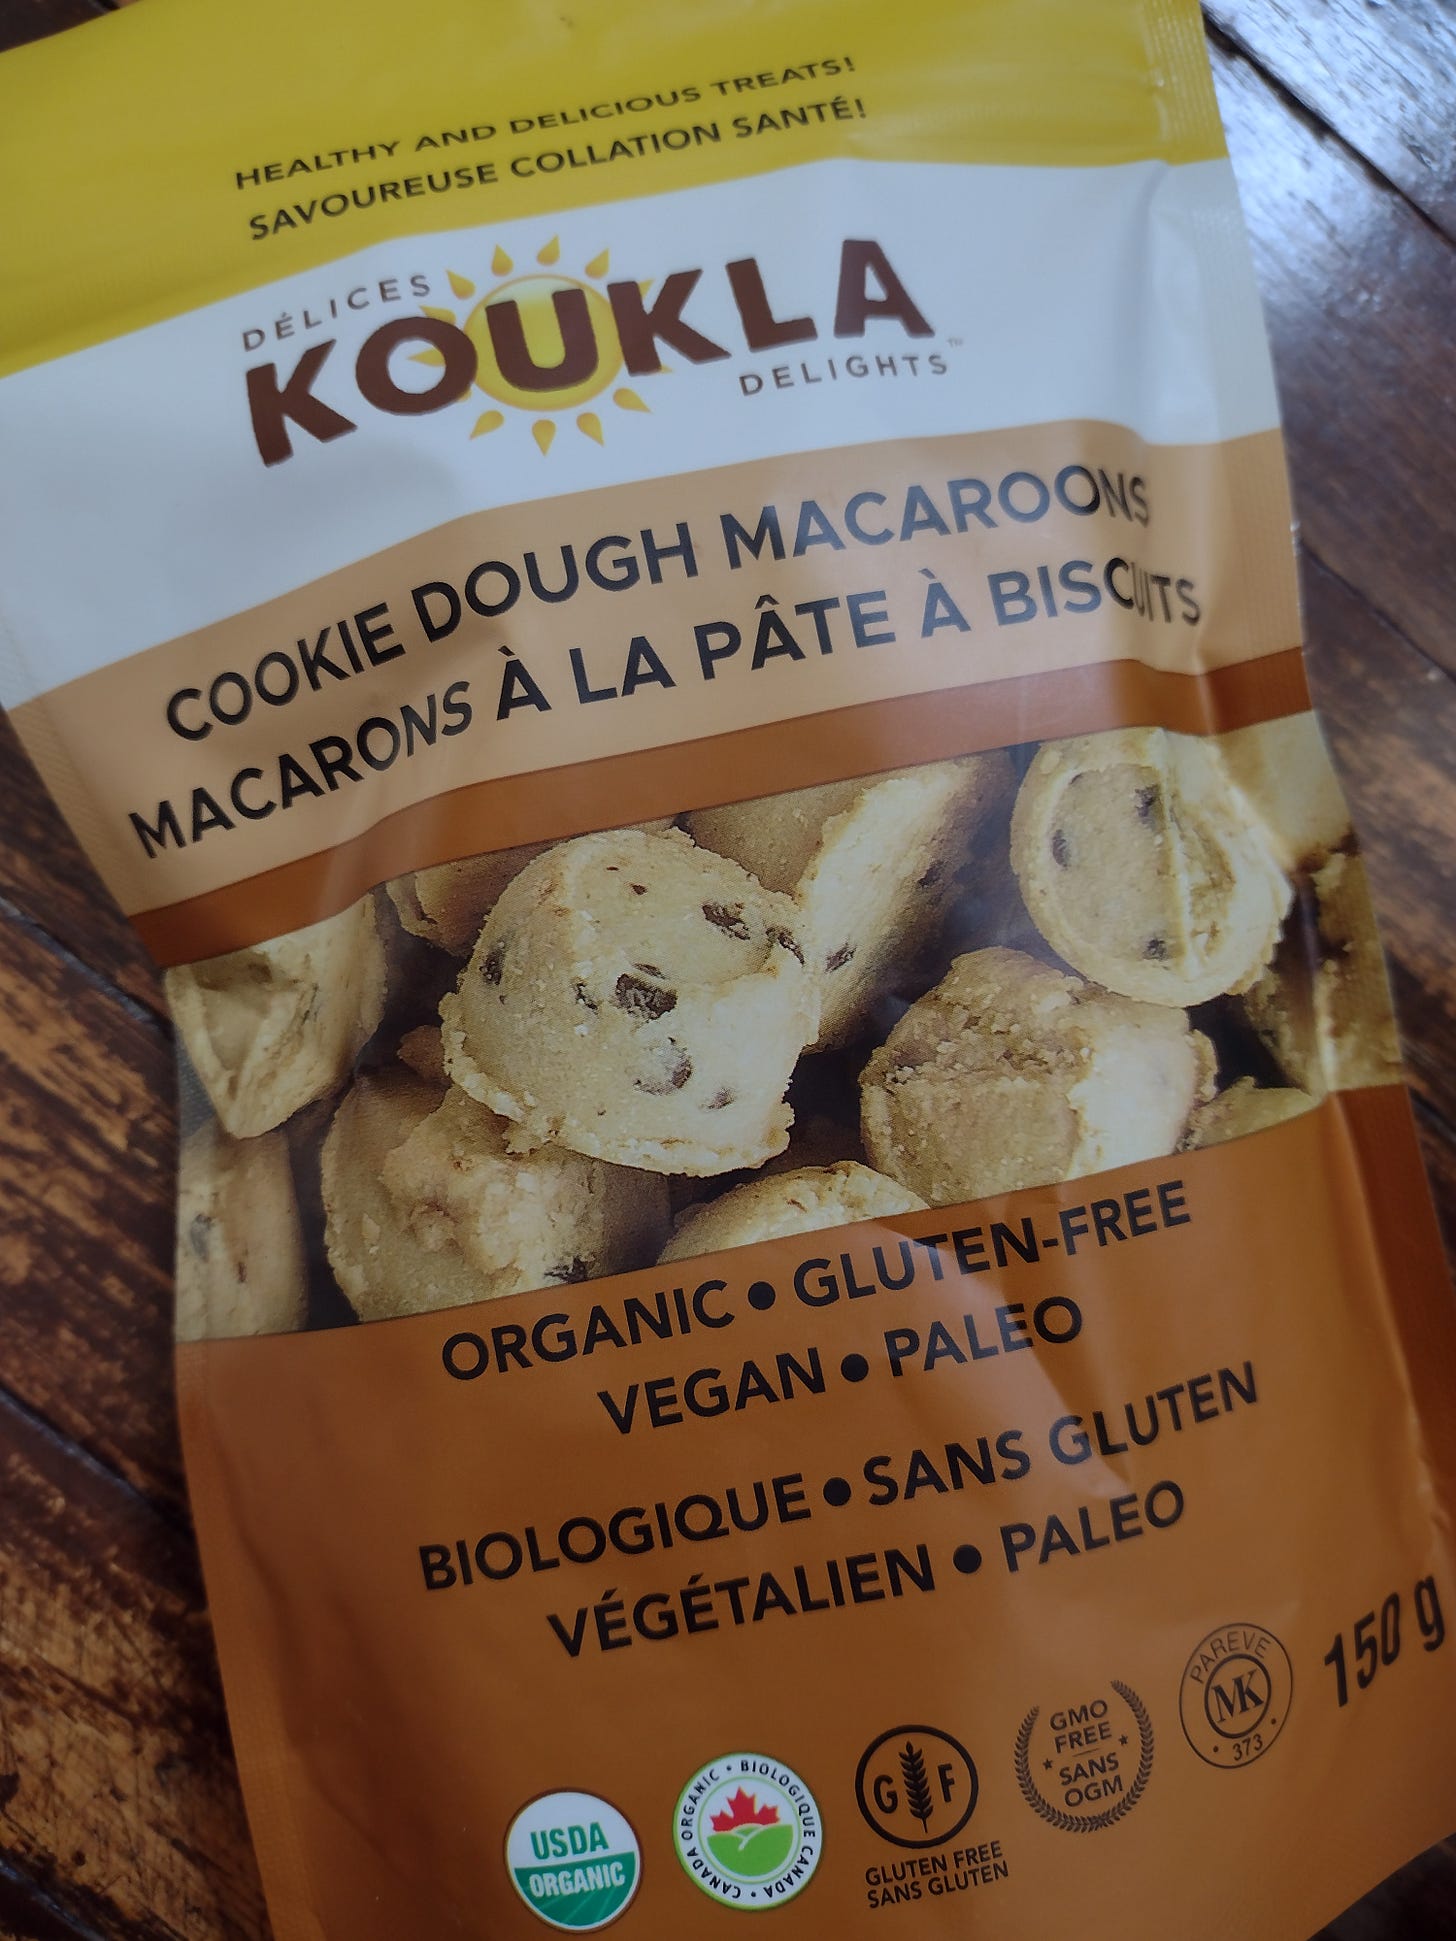 HEALTHY AND DELICIOUS TREATS!
SAVOUREUSE COLLATION SANTÉ!
DÉLICES
KOUKLA
DELIGHTS™
COOKIE DOUGH MACAROONS
MACARONS À LA PÂTE À BISCUITS
ORGANIC • GLUTEN-FREE
VEGAN • PALEO
BIOLOGIQUE • SANS GLUTEN
VÉGÉTALIEN • PALEO
USDA
ORGANIC
CANADA ORGANIC • BIOLOGIQUE CANADA •
G F
GLUTEN FREE
SANS GLUTEN
GMO
FREE
SANS
OGM
PAREVE
MK
• 373 •
150 g